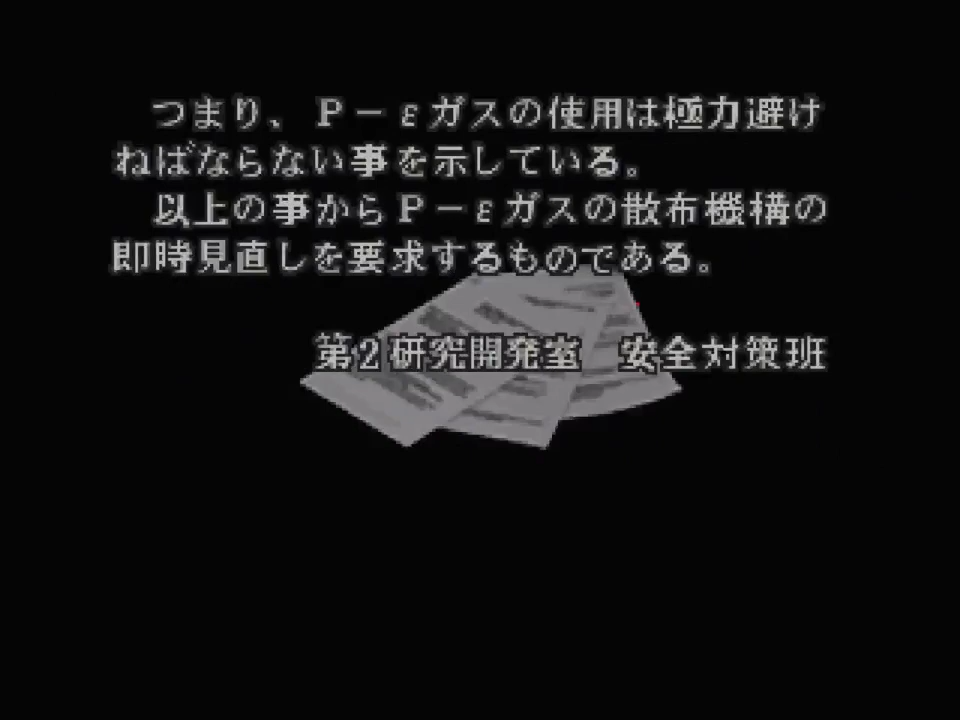 つまり、Ｐ－εガスの使用は極力避け
ねばならない事を示している。
以上の事からＰ－εガスの散布機構の
即時見直しを要求するものである。
第２研究開発室　安全対策班